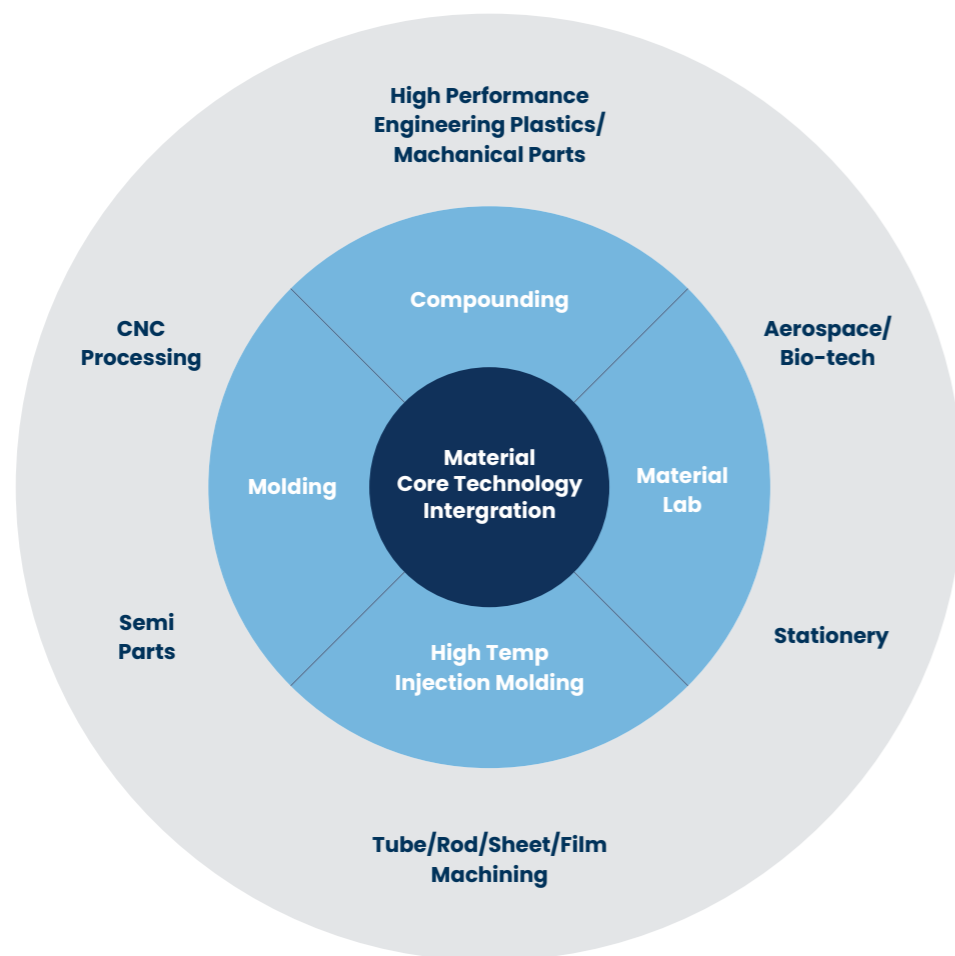 High Performance
Engineering Plastics/
Machanical Parts
Compounding
CNC
Processing
Aerospace/
Bio-tech
Material
Core Technology
Intergration
Molding
Material
Lab
Semi
Parts
Stationery
High Temp
Injection Molding
Tube/Rod/Sheet/Film
Machining